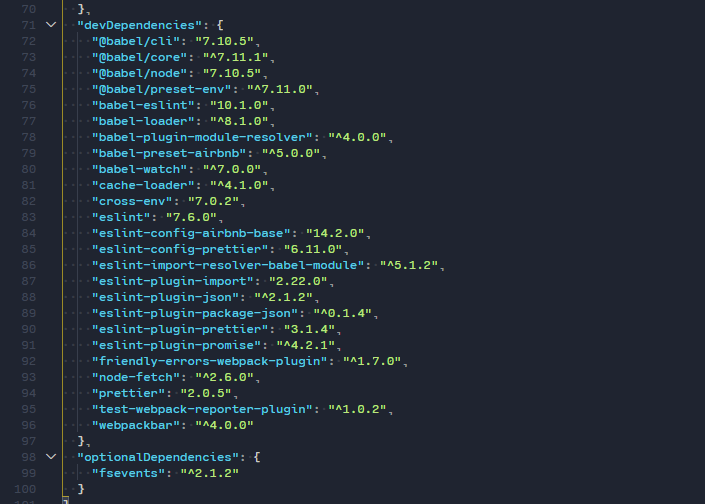 70 },
71 "devDependencies": {
72 "@babel/cli": "7.10.5",
73 "@babel/core": "^7.11.1",
74 "@babel/node": "7.10.5",
75 "@babel/preset-env": "^7.11.0",
76 "babel-eslint": "10.1.0",
77 "babel-loader": "^8.1.0",
78 "babel-plugin-module-resolver": "^4.0.0",
79 "babel-preset-airbnb": "^5.0.0",
80 "babel-watch": "^7.0.0",
81 "cache-loader": "^4.1.0",
82 "cross-env": "7.0.2",
83 "eslint": "7.6.0",
84 "eslint-config-airbnb-base": "14.2.0",
85 "eslint-config-prettier": "6.11.0",
86 "eslint-import-resolver-babel-module": "^5.1.2",
87 "eslint-plugin-import": "2.22.0",
88 "eslint-plugin-json": "^2.1.2",
89 "eslint-plugin-package-json": "^0.1.4",
90 "eslint-plugin-prettier": "3.1.4",
91 "eslint-plugin-promise": "^4.2.1",
92 "friendly-errors-webpack-plugin": "^1.7.0",
93 "node-fetch": "^2.6.0",
94 "prettier": "2.0.5",
95 "test-webpack-reporter-plugin": "^1.0.2",
96 "webpackbar": "^4.0.0"
97 },
98 "optionalDependencies": {
99 "fsevents": "^2.1.2"
100 }
101 }